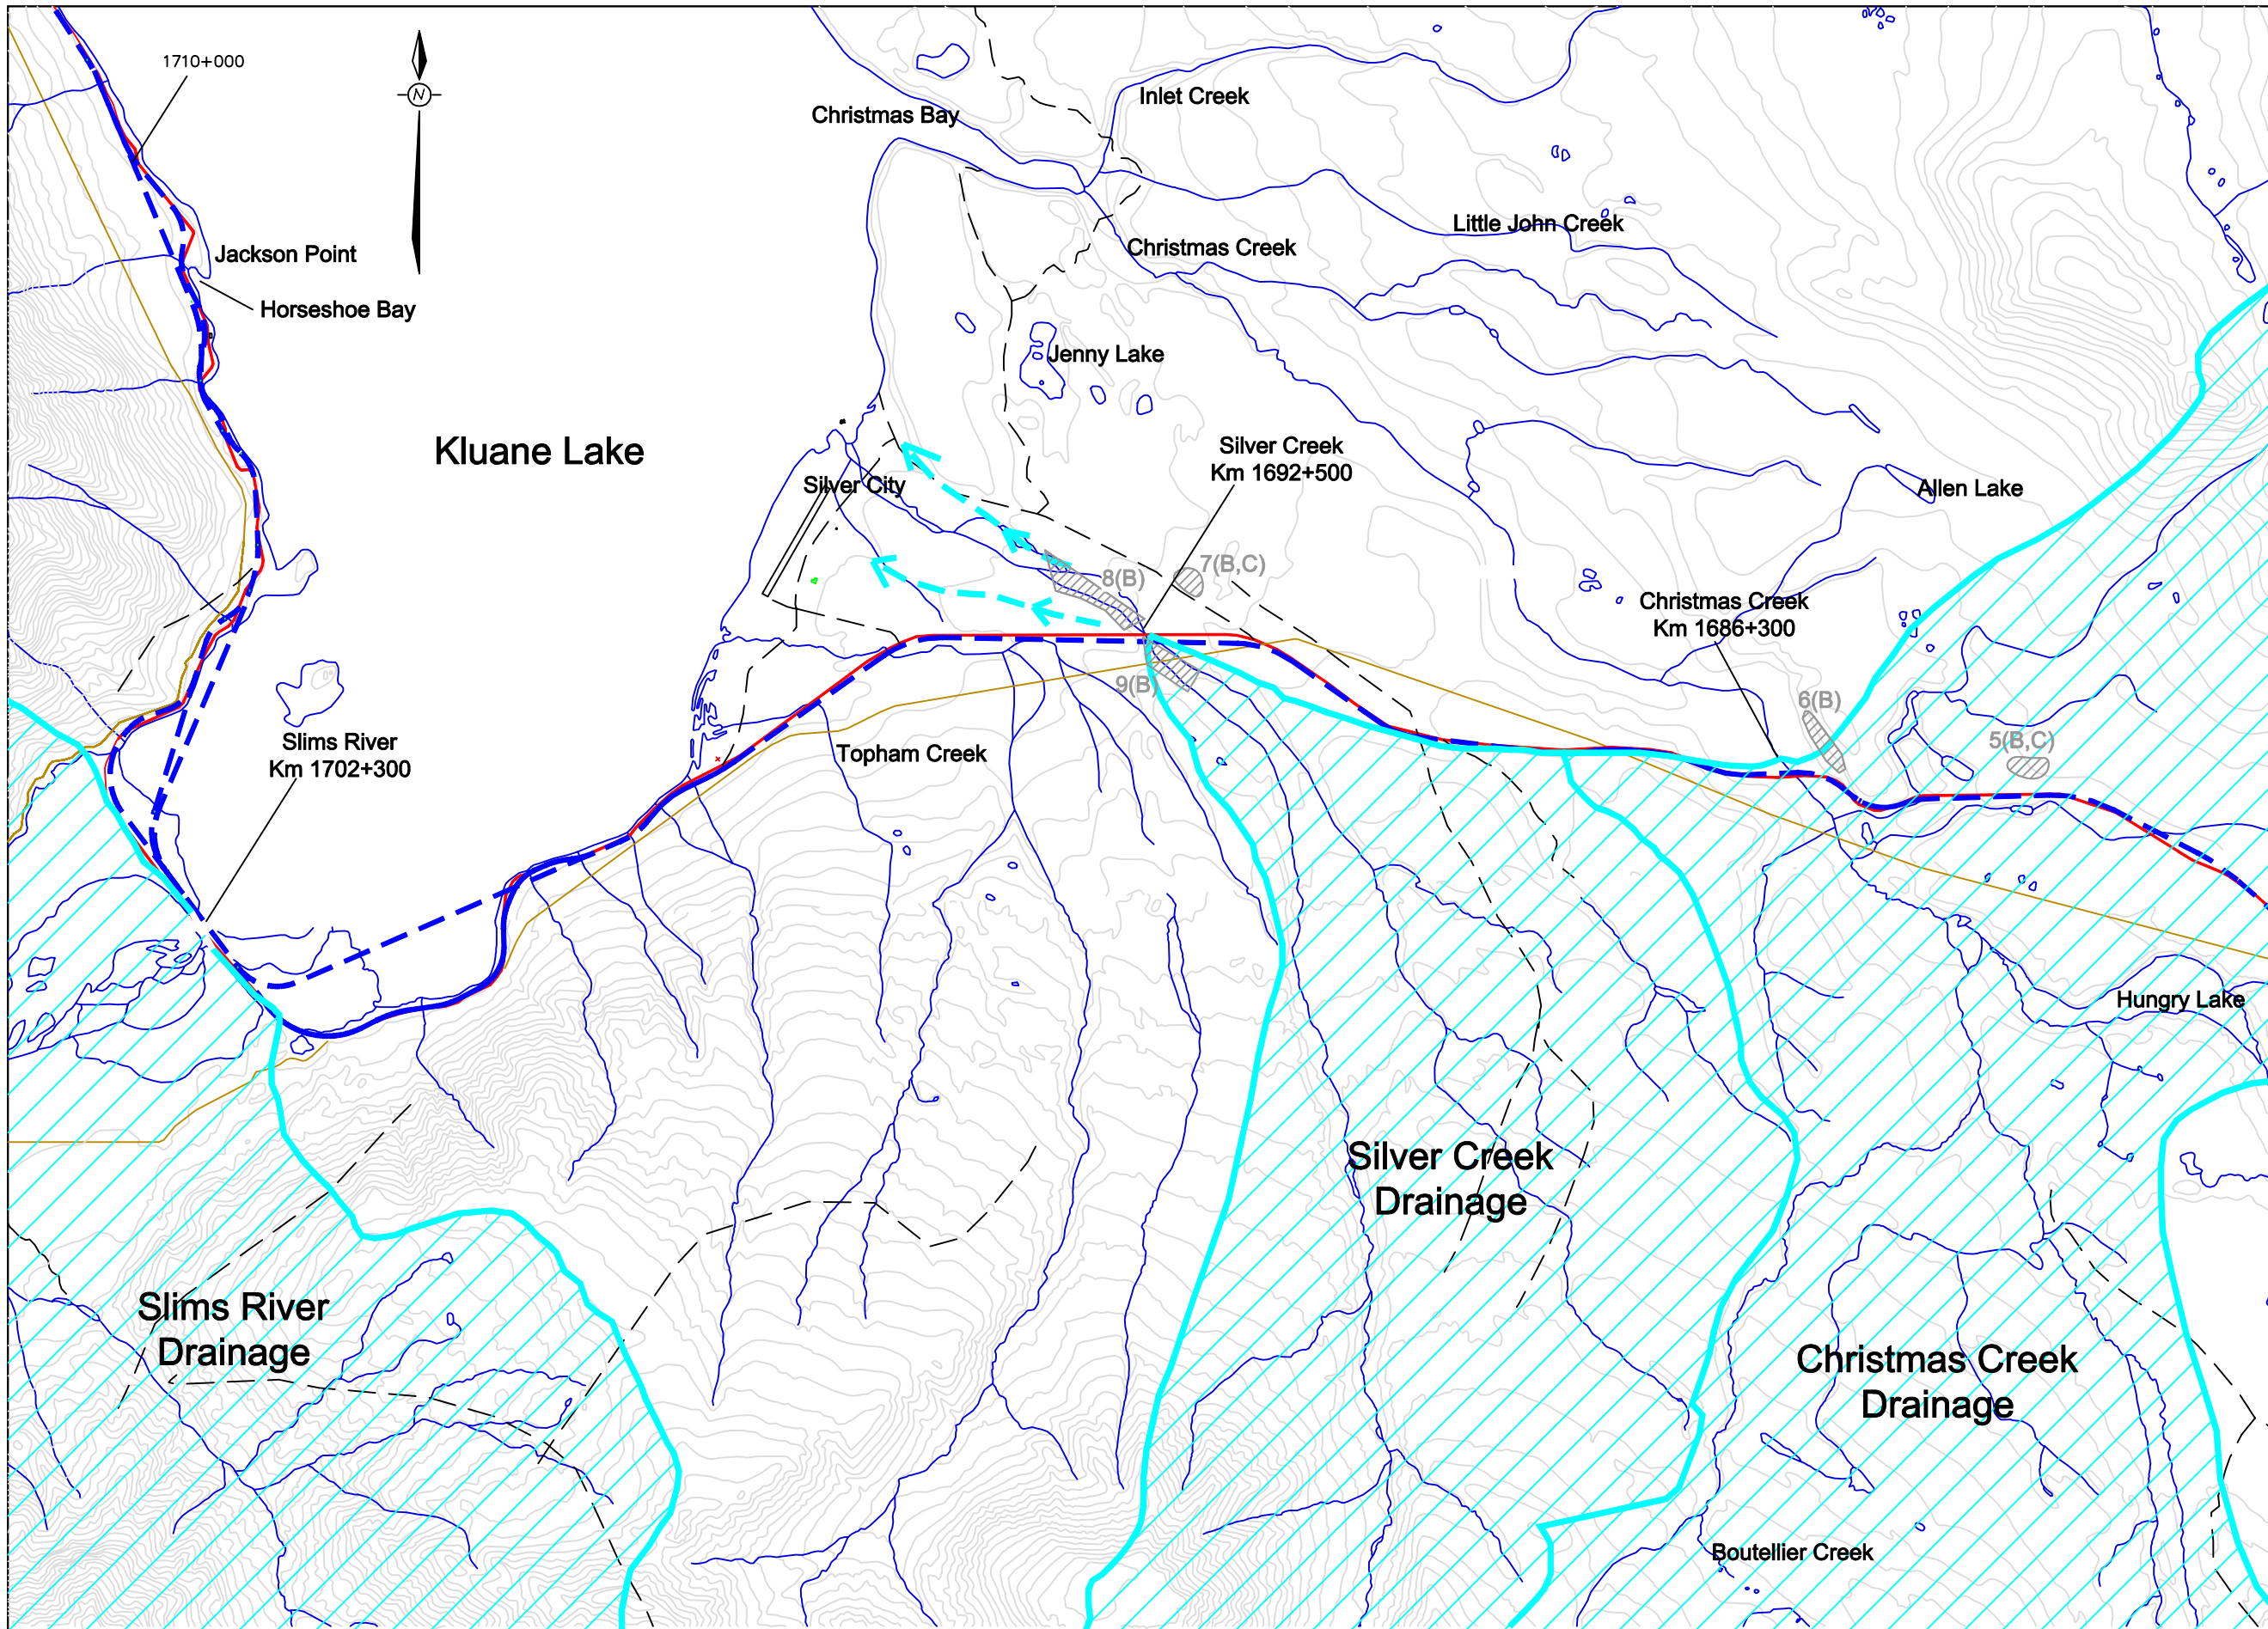 1710+000
N
Inlet Creek
Christmas Bay
Little John Creek
Christmas Creek
Jackson Point
Horseshoe Bay
Jenny Lake
Kluane Lake
Silver Creek
Km 1692+500
Silver City
Allen Lake
7(B,C)
8(B)
Christmas Creek
Km 1686+300
9(B)
6(B)
5(B,C)
Slims River
Km 1702+300
Topham Creek
Hungry Lake
Silver Creek
Drainage
Slims River
Drainage
Christmas Creek
Drainage
Boutellier Creek